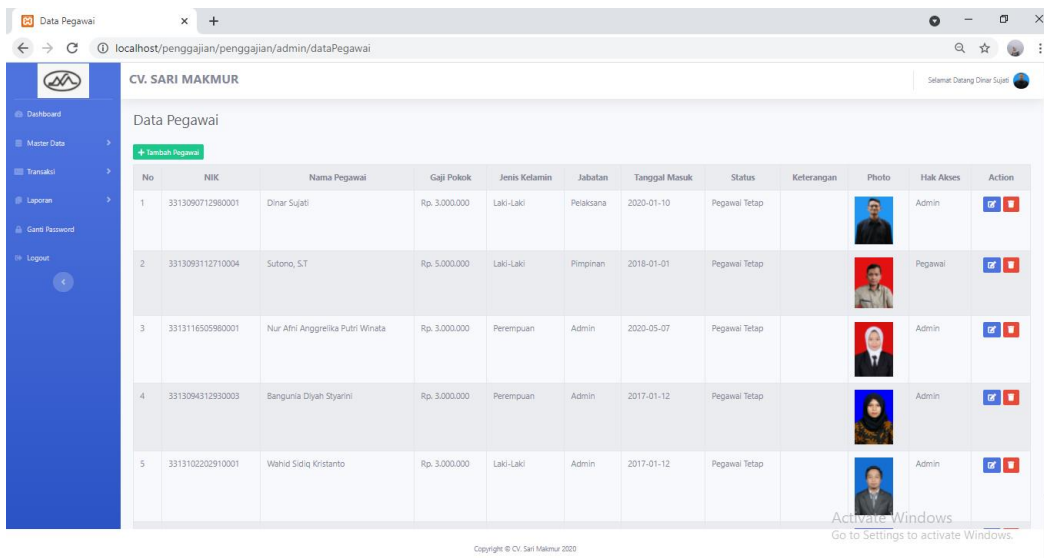 Data Pegawai
localhost/penggajian/penggajian/admin/dataPegawai
CV. SARI MAKMUR
Selamat Datang Dinar Sujati
Dashboard
Master Data
Transaksi
Laporan
Ganti Password
Logout
Data Pegawai
+ Tambah Pegawai
No NIK Nama Pegawai Gaji Pokok Jenis Kelamin Jabatan Tanggal Masuk Status Keterangan Photo Hak Akses Action
1 3313090712980001 Dinar Sujati Rp. 3.000.000 Laki-Laki Pelaksana 2020-01-10 Pegawai Tetap Admin
2 3313093112710004 Sutono, S.T Rp. 5.000.000 Laki-Laki Pimpinan 2018-01-01 Pegawai Tetap Pegawai
3 3313116505980001 Nur Afni Anggrelika Putri Winata Rp. 3.000.000 Perempuan Admin 2020-05-07 Pegawai Tetap Admin
4 3313094312930003 Bangunia Diyah Styarini Rp. 3.000.000 Perempuan Admin 2017-01-12 Pegawai Tetap Admin
5 3313102202910001 Wahid Sidiq Kristanto Rp. 3.000.000 Laki-Laki Admin 2017-01-12 Pegawai Tetap Admin
Activate Windows
Go to Settings to activate Windows.
Copyright © CV. Sari Makmur 2020